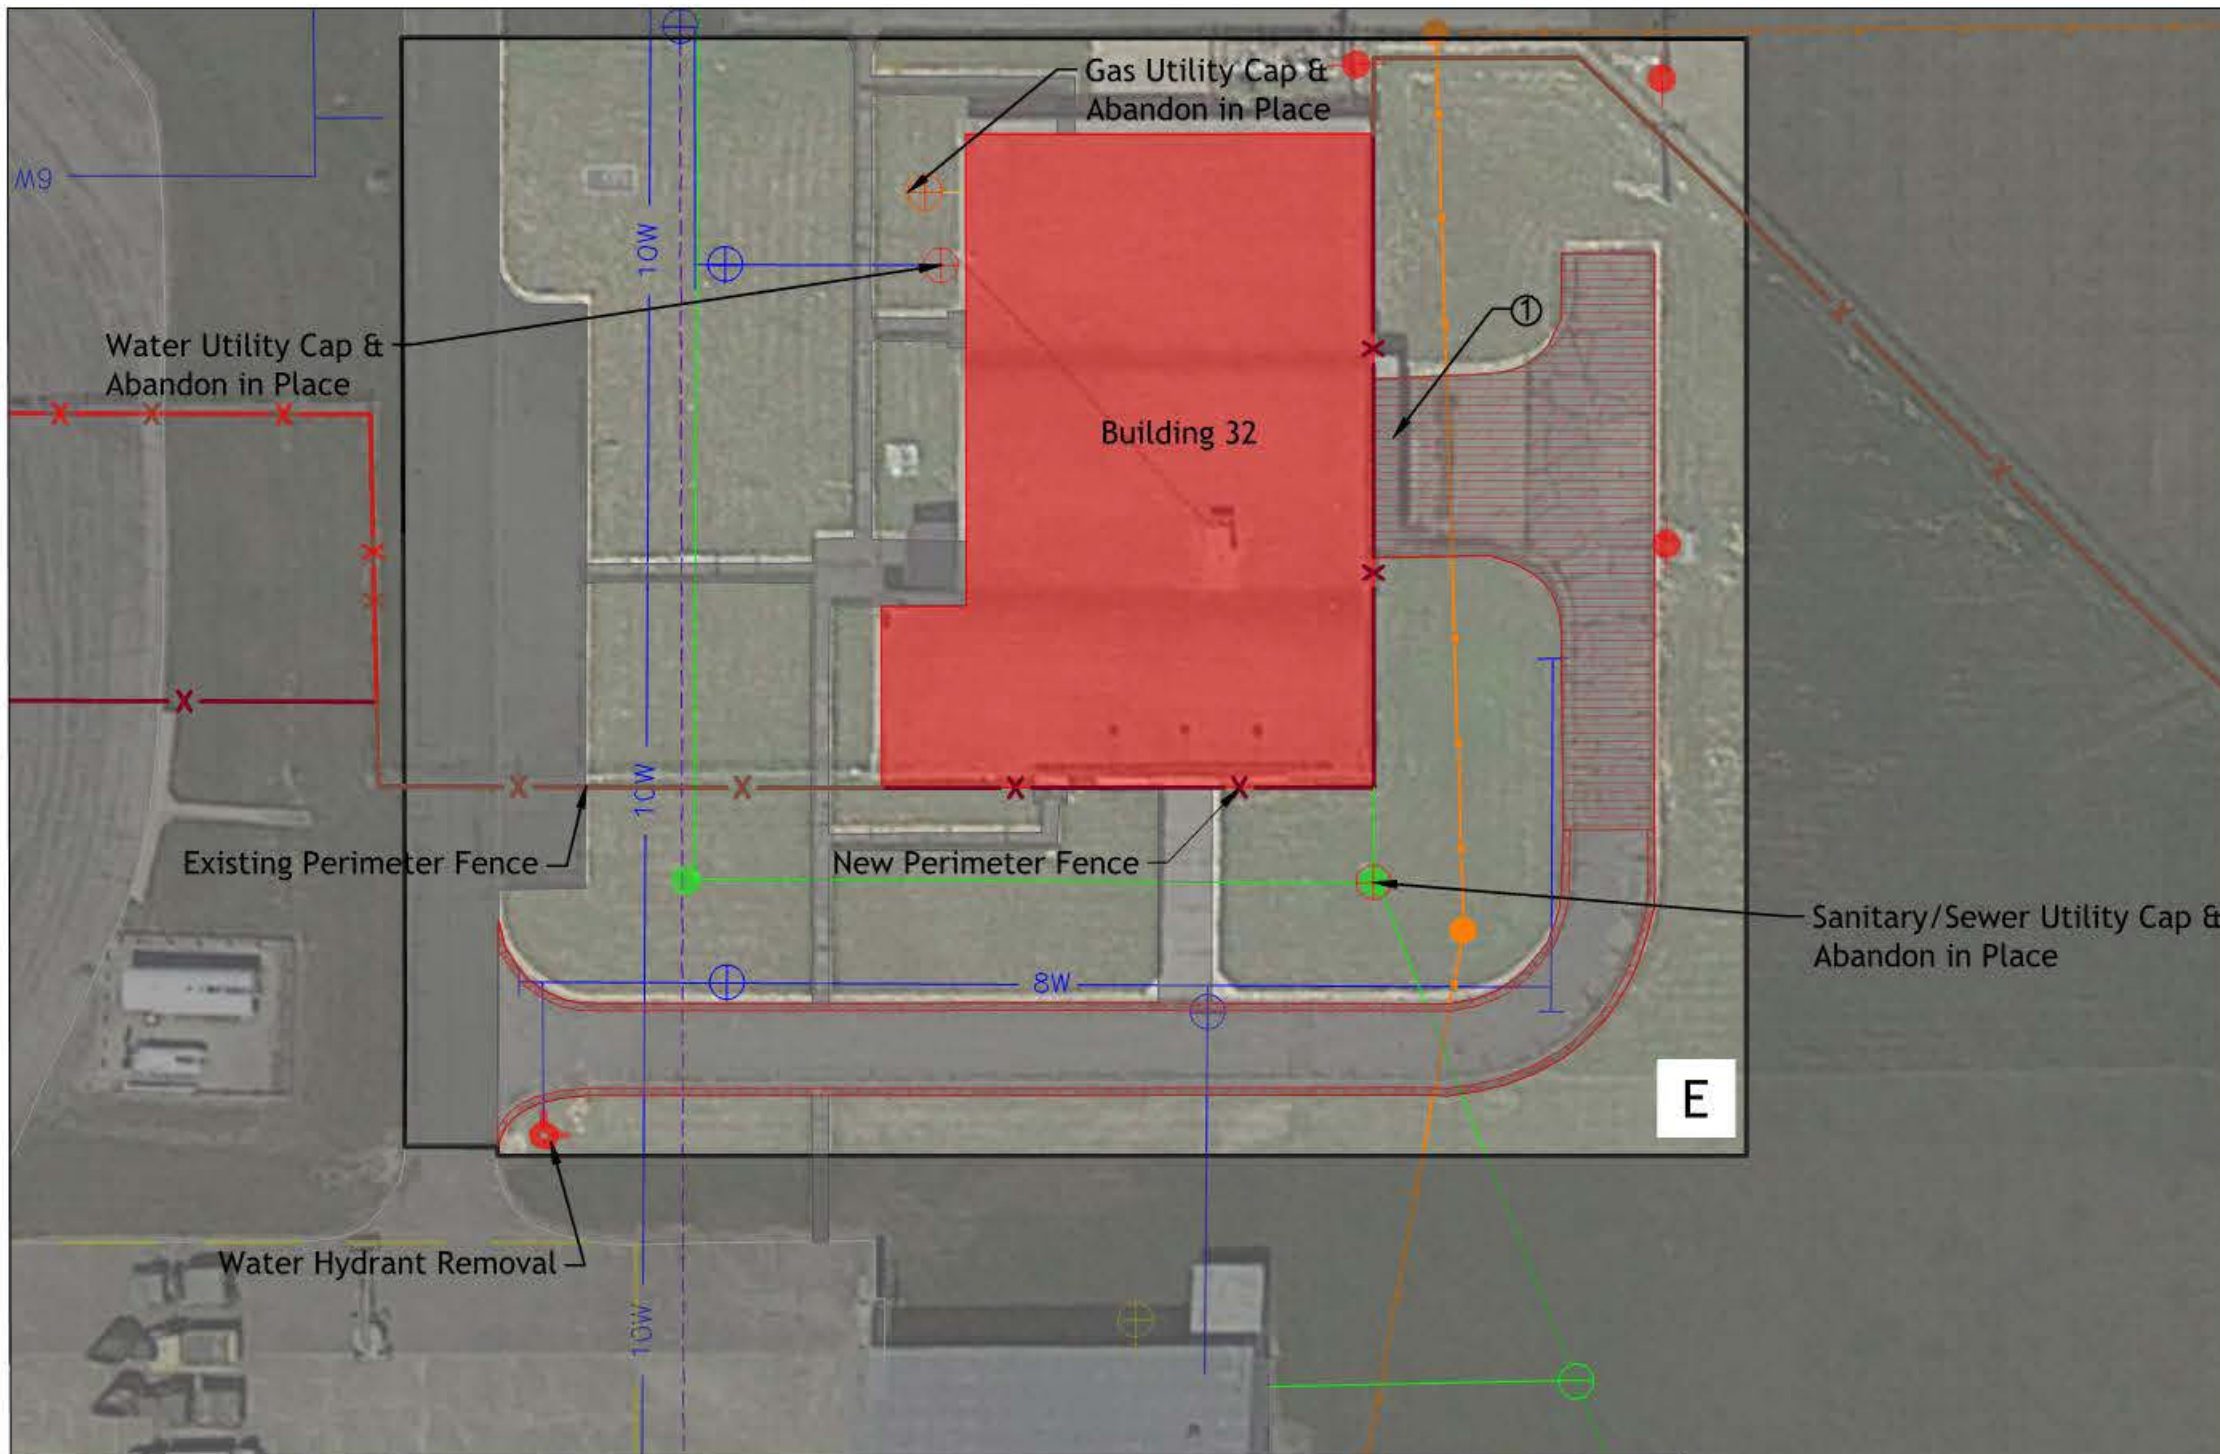 Gas Utility Cap &
Abandon in Place
6W
10W
①
Water Utility Cap &
Abandon in Place
Building 32
X X X
X
X
X
X
X
X
X
X
X
X
X
X
10W
Existing Perimeter Fence
New Perimeter Fence
Sanitary/Sewer Utility Cap &
Abandon in Place
8W
E
Water Hydrant Removal
10W